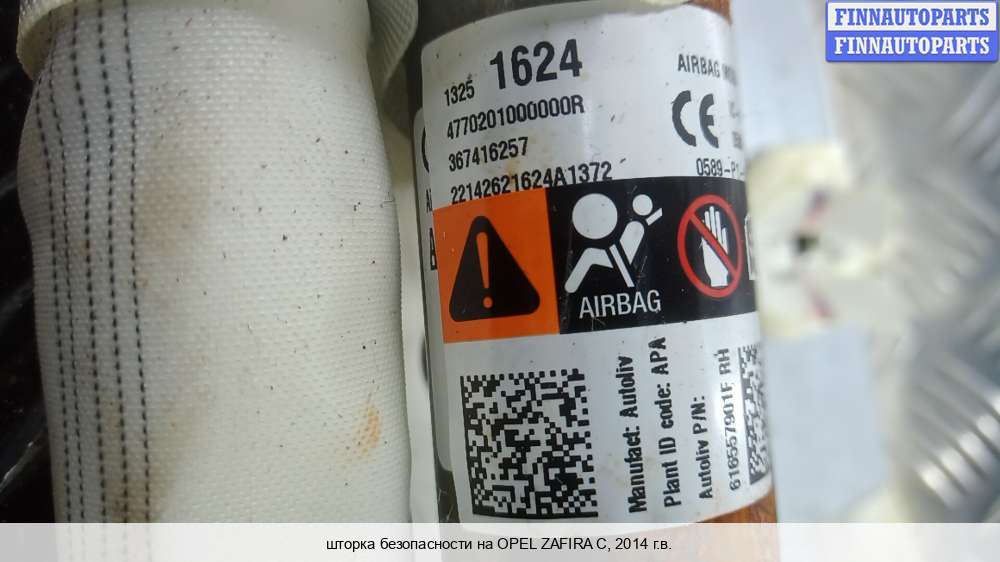 FINNAUTOPARTS
FINNAUTOPARTS
1325 1624
AIRBAG
4770201000000R
367416257
CE
22142621624A1372
0589-P1
AIRBAG
Manufact: Autoliv
Plant ID code: APA
Autoliv P/N:
616557901F RH
шторка безопасности на OPEL ZAFIRA C, 2014 г.в.